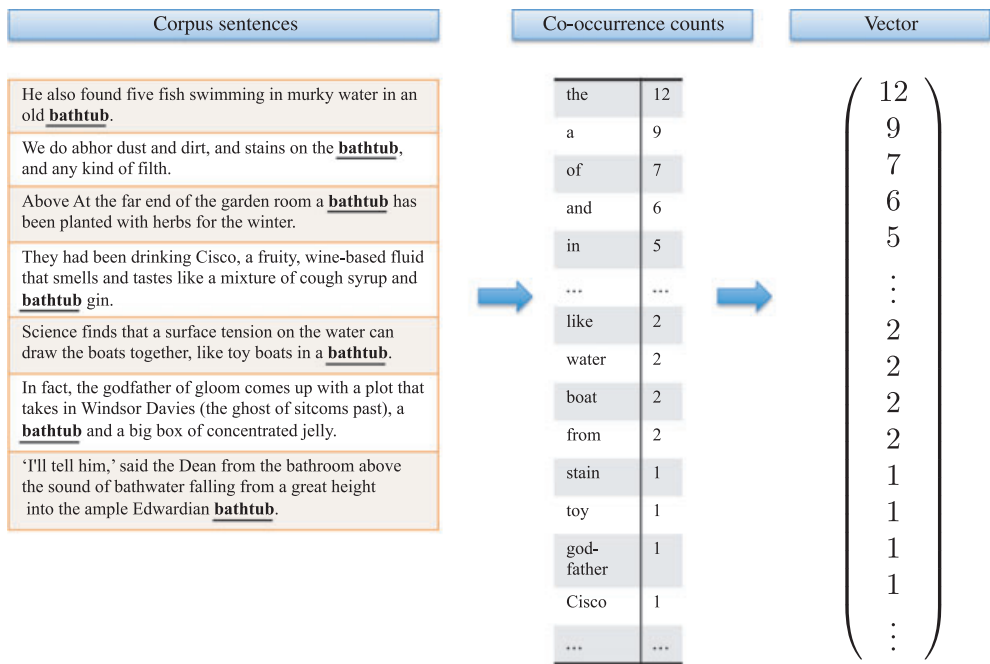 Corpus sentences
He also found five fish swimming in murky water in an
old bathtub.
We do abhor dust and dirt, and stains on the bathtub,
and any kind of filth.
Above At the far end of the garden room a bathtub has
been planted with herbs for the winter.
They had been drinking Cisco, a fruity, wine-based fluid
that smells and tastes like a mixture of cough syrup and
bathtub gin.
Science finds that a surface tension on the water can
draw the boats together, like toy boats in a bathtub.
In fact, the godfather of gloom comes up with a plot that
takes in Windsor Davies (the ghost of sitcoms past), a
bathtub and a big box of concentrated jelly.
‘I'll tell him,’ said the Dean from the bathroom above
the sound of bathwater falling from a great height
into the ample Edwardian bathtub.
Co-occurrence counts
the 12
a 9
of 7
and 6
in 5
... ...
like 2
water 2
boat 2
from 2
stain 1
toy 1
god-
father 1
Cisco 1
... ...
Vector
12
9
7
6
5
⋮
2
2
2
2
1
1
1
1
⋮